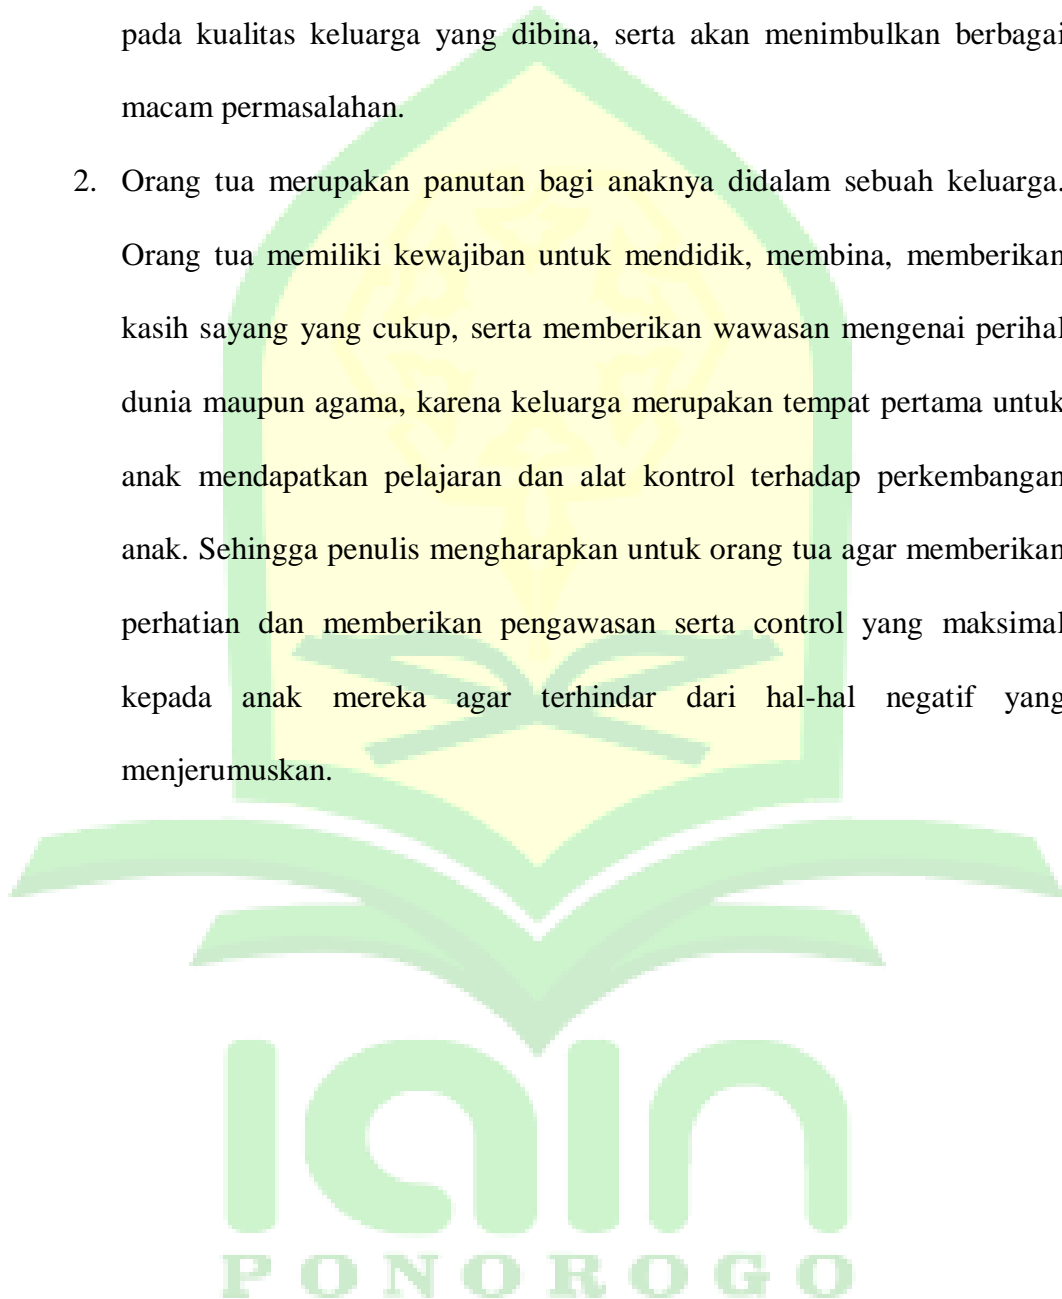 pada kualitas keluarga yang dibina, serta akan menimbulkan berbagai
macam permasalahan.
2. Orang tua merupakan panutan bagi anaknya didalam sebuah keluarga.
Orang tua memiliki kewajiban untuk mendidik, membina, memberikan
kasih sayang yang cukup, serta memberikan wawasan mengenai perihal
dunia maupun agama, karena keluarga merupakan tempat pertama untuk
anak mendapatkan pelajaran dan alat kontrol terhadap perkembangan
anak. Sehingga penulis mengharapkan untuk orang tua agar memberikan
perhatian dan memberikan pengawasan serta control yang maksimal
kepada anak mereka agar terhindar dari hal-hal negatif yang
menjerumuskan.
iain
PONOROGO